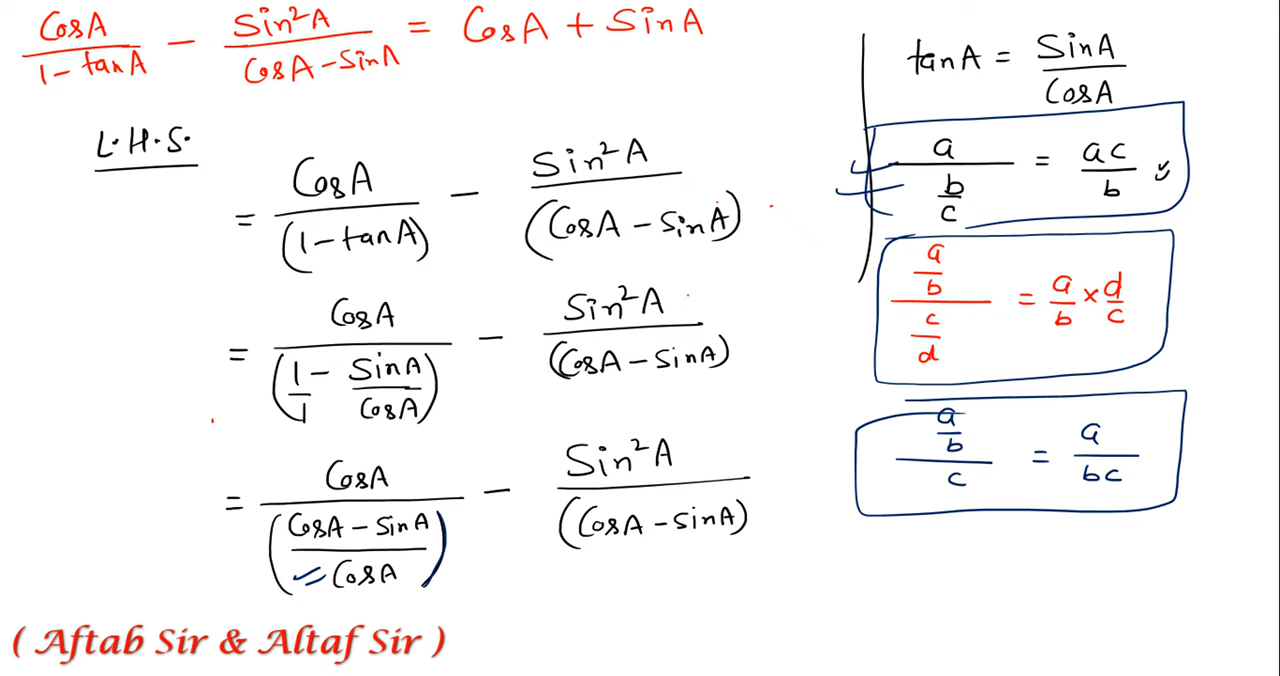 CosA/(1 - tanA) - Sin²A/(CosA - SinA) = CosA + SinA
L.H.S.
= CosA/(1 - tanA) - Sin²A/(CosA - SinA)
= CosA/(1/1 - SinA/CosA) - Sin²A/(CosA - SinA)
= CosA/((CosA - SinA)/CosA) - Sin²A/(CosA - SinA)
tanA = SinA/CosA
a/(b/c) = ac/b
(a/b)/(c/d) = a/b × d/c
(a/b)/c = a/bc
( Aftab Sir & Altaf Sir )